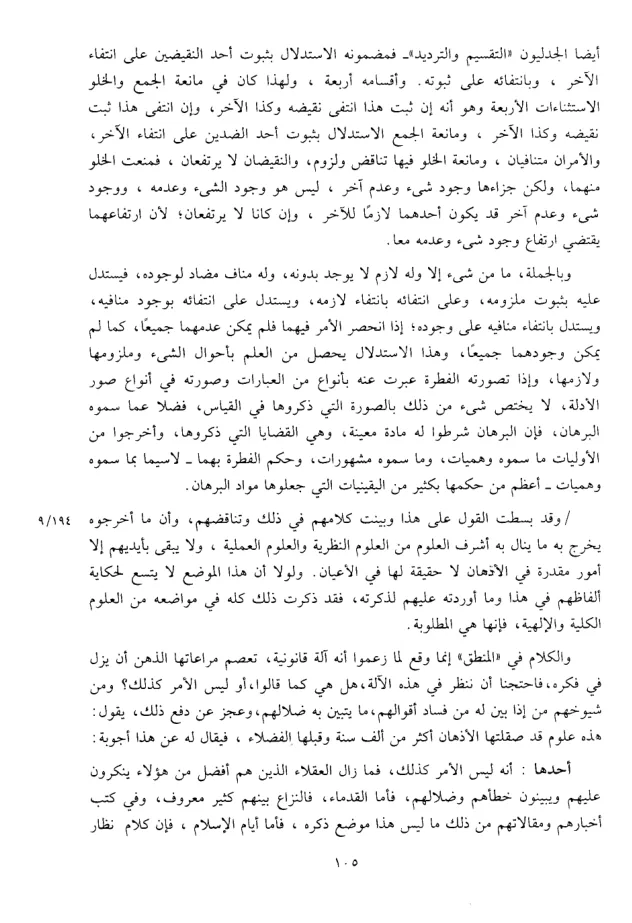 أيضا الجدليون «التقسيم والترديد»ـ فمضمونه الاستدلال بثبوت أحد النقيضين على انتفاء
الآخر ، وبانتفائه على ثبوته. وأقسامه أربعة ، ولهذا كان في مانعة الجمع والخلو
الاستثناءات الأربعة وهو أنه إن ثبت هذا انتفى نقيضه وكذا الآخر، وإن انتفى هذا ثبت
نقيضه وكذا الآخر ، ومانعة الجمع الاستدلال بثبوت أحد الضدين على انتفاء الآخر،
والأمران متنافيان ، ومانعة الخلو فيها تناقض ولزوم، والنقيضان لا يرتفعان ، فمنعت الخلو
منهما، ولكن جزاءها وجود شىء وعدم آخر ، ليس هو وجود الشىء وعدمه ، ووجود
شىء وعدم آخر قد يكون أحدهما لازمًا للآخر ، وإن كانا لا يرتفعان؛ لأن ارتفاعهما
يقتضي ارتفاع وجود شىء وعدمه معا.
وبالجملة، ما من شىء إلا وله لازم لا يوجد بدونه، وله مناف مضاد لوجوده، فيستدل
عليه بثبوت ملزومه، وعلى انتفائه بانتفاء لازمه، ويستدل على انتفائه بوجود منافيه،
ويستدل بانتفاء منافيه على وجوده؛ إذا انحصر الأمر فيهما فلم يمكن عدمهما جميعًا، كما لم
يمكن وجودهما جميعًا، وهذا الاستدلال يحصل من العلم بأحوال الشىء وملزومها
ولازمها، وإذا تصورته الفطرة عبرت عنه بأنواع من العبارات وصورته في أنواع صور
الأدلة، لا يختص شىء من ذلك بالصورة التي ذكروها في القياس، فضلا عما سموه
البرهان، فإن البرهان شرطوا له مادة معينة، وهي القضايا التي ذكروها، وأخرجوا من
الأوليات ما سموه وهميات، وما سموه مشهورات، وحكم الفطرة بهما ـ لاسيما بما سموه
وهميات ـ أعظم من حكمها بكثير من اليقينيات التي جعلوها مواد البرهان.
/ وقد بسطت القول على هذا وبينت كلامهم في ذلك وتناقضهم، وأن ما أخرجوه ٩/١٩٤
يخرج به ما ينال به أشرف العلوم من العلوم النظرية والعلوم العملية ، ولا يبقى بأيديهم إلا
أمور مقدرة في الأذهان لا حقيقة لها في الأعيان. ولولا أن هذا الموضع لا يتسع لحكاية
ألفاظهم في هذا وما أوردته عليهم لذكرته، فقد ذكرت ذلك كله في مواضعه من العلوم
الكلية والإلهية، فإنها هي المطلوبة.
والكلام في «المنطق» إنما وقع لما زعموا أنه آلة قانونية، تعصم مراعاتها الذهن أن يزل
في فكره، فاحتجنا أن ننظر في هذه الآلة، هل هي كما قالوا، أو ليس الأمر كذلك؟ ومن
شيوخهم من إذا بين له من فساد أقوالهم، ما يتبين به ضلالهم، وعجز عن دفع ذلك، يقول:
هذه علوم قد صقلتها الأذهان أكثر من ألف سنة وقبلها الفضلاء ، فيقال له عن هذا أجوبة:
أحدها : أنه ليس الأمر كذلك، فما زال العقلاء الذين هم أفضل من هؤلاء ينكرون
عليهم ويبينون خطأهم وضلالهم، فأما القدماء، فالنزاع بينهم كثير معروف، وفي كتب
أخبارهم ومقالاتهم من ذلك ما ليس هذا موضع ذكره ، فأما أيام الإسلام ، فإن كلام نظار
١٠٥